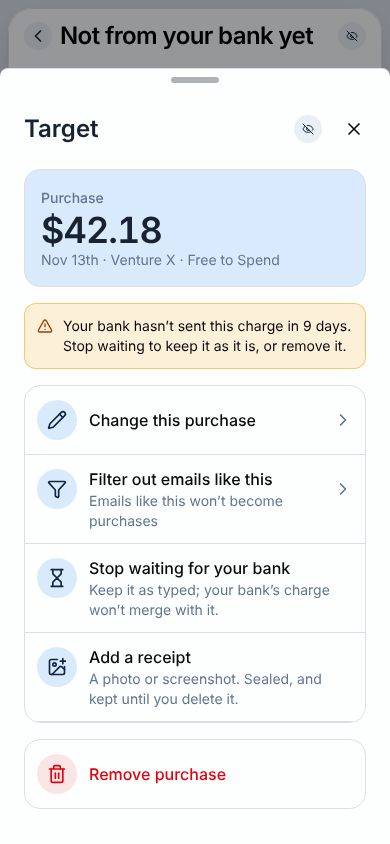 Not from your bank yet
Target
Purchase
$42.18
Nov 13th · Venture X · Free to Spend
Your bank hasn’t sent this charge in 9 days.
Stop waiting to keep it as it is, or remove it.
Change this purchase
Filter out emails like this
Emails like this won’t become
purchases
Stop waiting for your bank
Keep it as typed; your bank’s charge
won’t merge with it.
Add a receipt
A photo or screenshot. Sealed, and
kept until you delete it.
Remove purchase